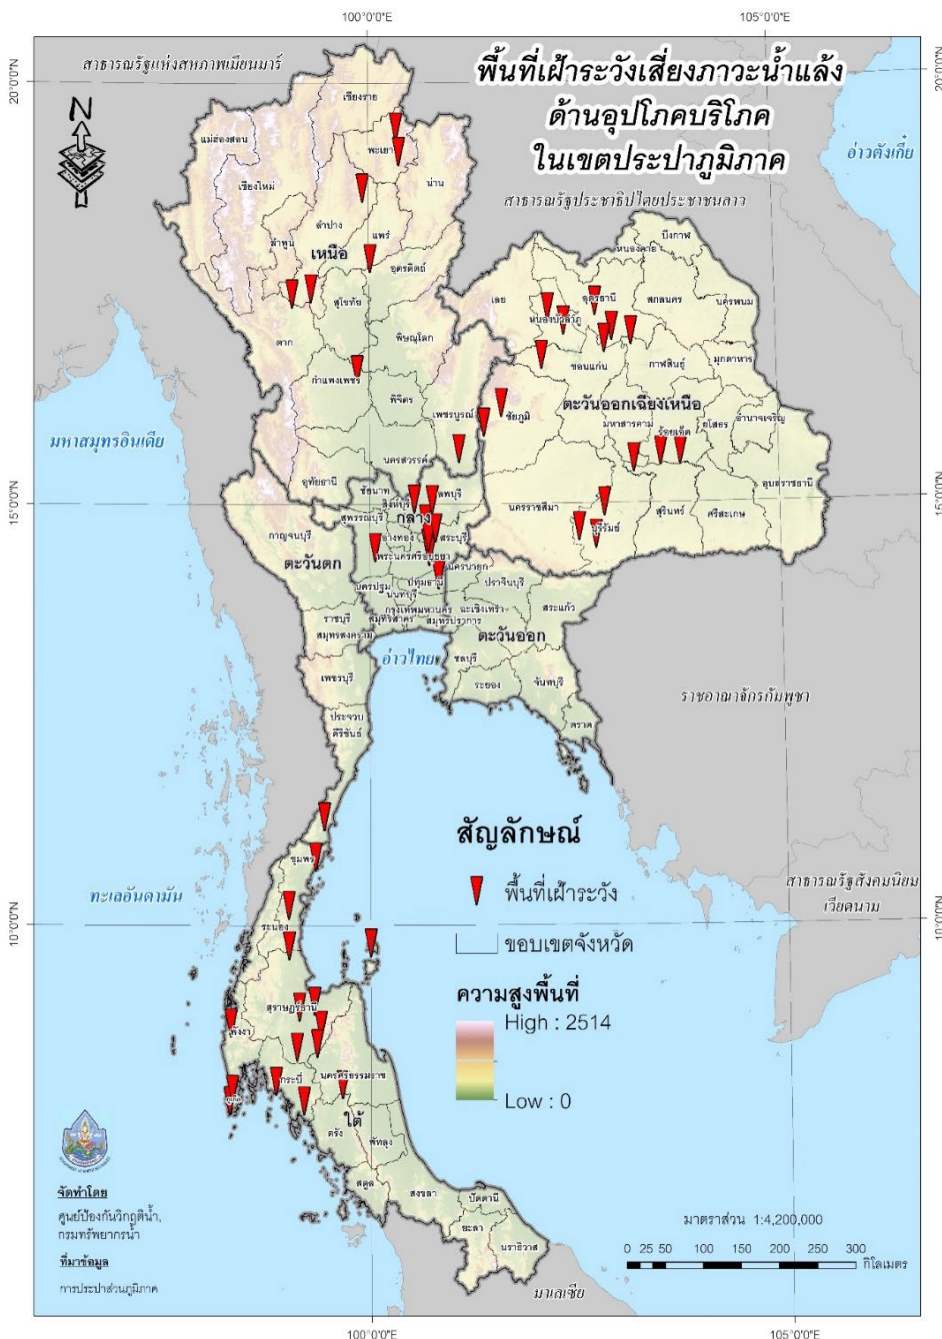 100°0'0"E
105°0'0"E
20°0'0"N
20°0'0"N
สาธารณรัฐแห่งสหภาพเมียนมาร์
พื้นที่เฝ้าระวังเสี่ยงภาวะน้ำแล้ง
ด้านอุปโภคบริโภค
ในเขตประปาภูมิภาค
N
อ่าวตังเกี๋ย
สาธารณรัฐประชาธิปไตยประชาชนลาว
เชียงราย
แม่ฮ่องสอน
พะเยา
เชียงใหม่
น่าน
ลำปาง
แพร่
ลำพูน
เหนือ
อุตรดิตถ์
บึงกาฬ
หนองคาย
เลย
อุดรธานี
สกลนคร
นครพนม
สุโขทัย
หนองบัวลำภู
ตาก
พิษณุโลก
ขอนแก่น
กาฬสินธุ์
มุกดาหาร
กำแพงเพชร
พิจิตร
เพชรบูรณ์
ชัยภูมิ
ตะวันออกเฉียงเหนือ
มหาสารคาม
ร้อยเอ็ด
ยโสธร
อำนาจเจริญ
มหาสมุทรอินเดีย
นครสวรรค์
อุทัยธานี
ชัยนาท
ลพบุรี
อุบลราชธานี
15°0'0"N
15°0'0"N
สิงห์บุรี
นครราชสีมา
สุรินทร์
ศรีสะเกษ
สุพรรณบุรี
กลาง
บุรีรัมย์
กาญจนบุรี
อ่างทอง
สระบุรี
ตะวันตก
พระนครศรีอยุธยา
นครนายก
ปราจีนบุรี
นครปฐม
ปทุมธานี
นนทบุรี
สระแก้ว
กรุงเทพมหานคร
ฉะเชิงเทรา
ราชบุรี
สมุทรสาคร
สมุทรปราการ
สมุทรสงคราม
ตะวันออก
อ่าวไทย
ชลบุรี
เพชรบุรี
ระยอง
จันทบุรี
ราชอาณาจักรกัมพูชา
ประจวบ
คีรีขันธ์
ตราด
สัญลักษณ์
ชุมพร
พื้นที่เฝ้าระวัง
ทะเลอันดามัน
สาธารณรัฐสังคมนิยม
เวียดนาม
ระนอง
10°0'0"N
10°0'0"N
ขอบเขตจังหวัด
ความสูงพื้นที่
สุราษฎร์ธานี
High : 2514
พังงา
กระบี่
นครศรีธรรมราช
Low : 0
ภูเก็ต
ใต้
ตรัง
พัทลุง
สตูล
สงขลา
ปัตตานี
ยะลา
นราธิวาส
จัดทำโดย
ศูนย์ป้องกันวิกฤติน้ำ,
กรมทรัพยากรน้ำ
ที่มาข้อมูล
การประปาส่วนภูมิภาค
มาตราส่วน 1:4,200,000
0 25 50 100 150 200 250 300
กิโลเมตร
มาเลเซีย
100°0'0"E
105°0'0"E